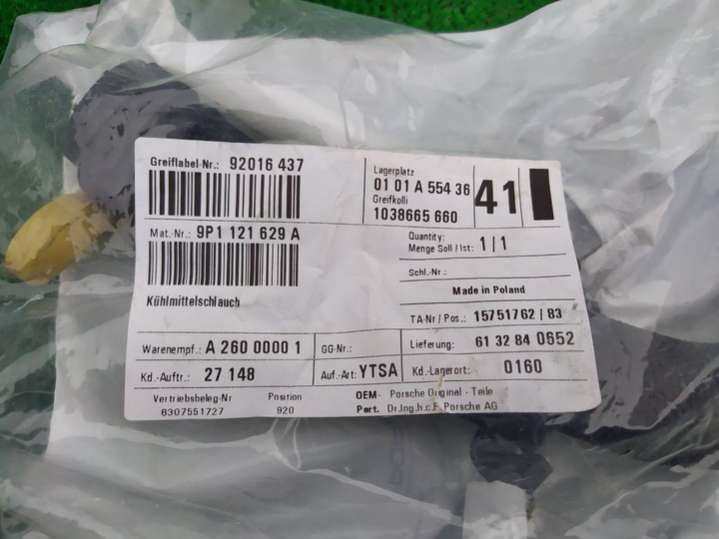 Greiflabel-Nr.: 92016 437
Lagerplatz
01 01 A 554 36
Greifkolli
1038665 660
41
Mat.-Nr.: 9P1 121 629 A
Quantity:
Menge Soll / Ist: 1 / 1
Schl.-Nr.:
Kühlmittelschlauch
Made in Poland
TA-Nr / Pos.: 15751762 / 83
Warenempf.: A 260 0000 1
GG-Nr.:
Lieferung: 61 32 84 0652
Kd.-Auftr.: 27 148
Auf.-Art: YTSA
Kd.-Lagerort: 0160
Vertriebsbeleg-Nr
6307551727
Position
920
OEM- Porsche Original - Teile
Part. Dr.Ing.h.c.F.Porsche AG